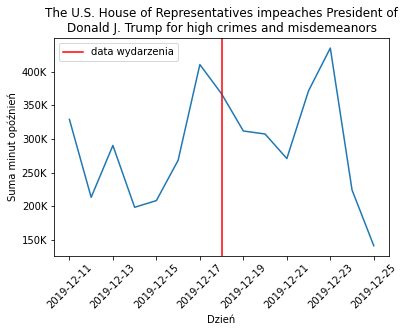 The U.S. House of Representatives impeaches President of
Donald J. Trump for high crimes and misdemeanors
data wydarzenia
Suma minut opóźnień
400K
350K
300K
250K
200K
150K
2019-12-11
2019-12-13
2019-12-15
2019-12-17
2019-12-19
2019-12-21
2019-12-23
2019-12-25
Dzień